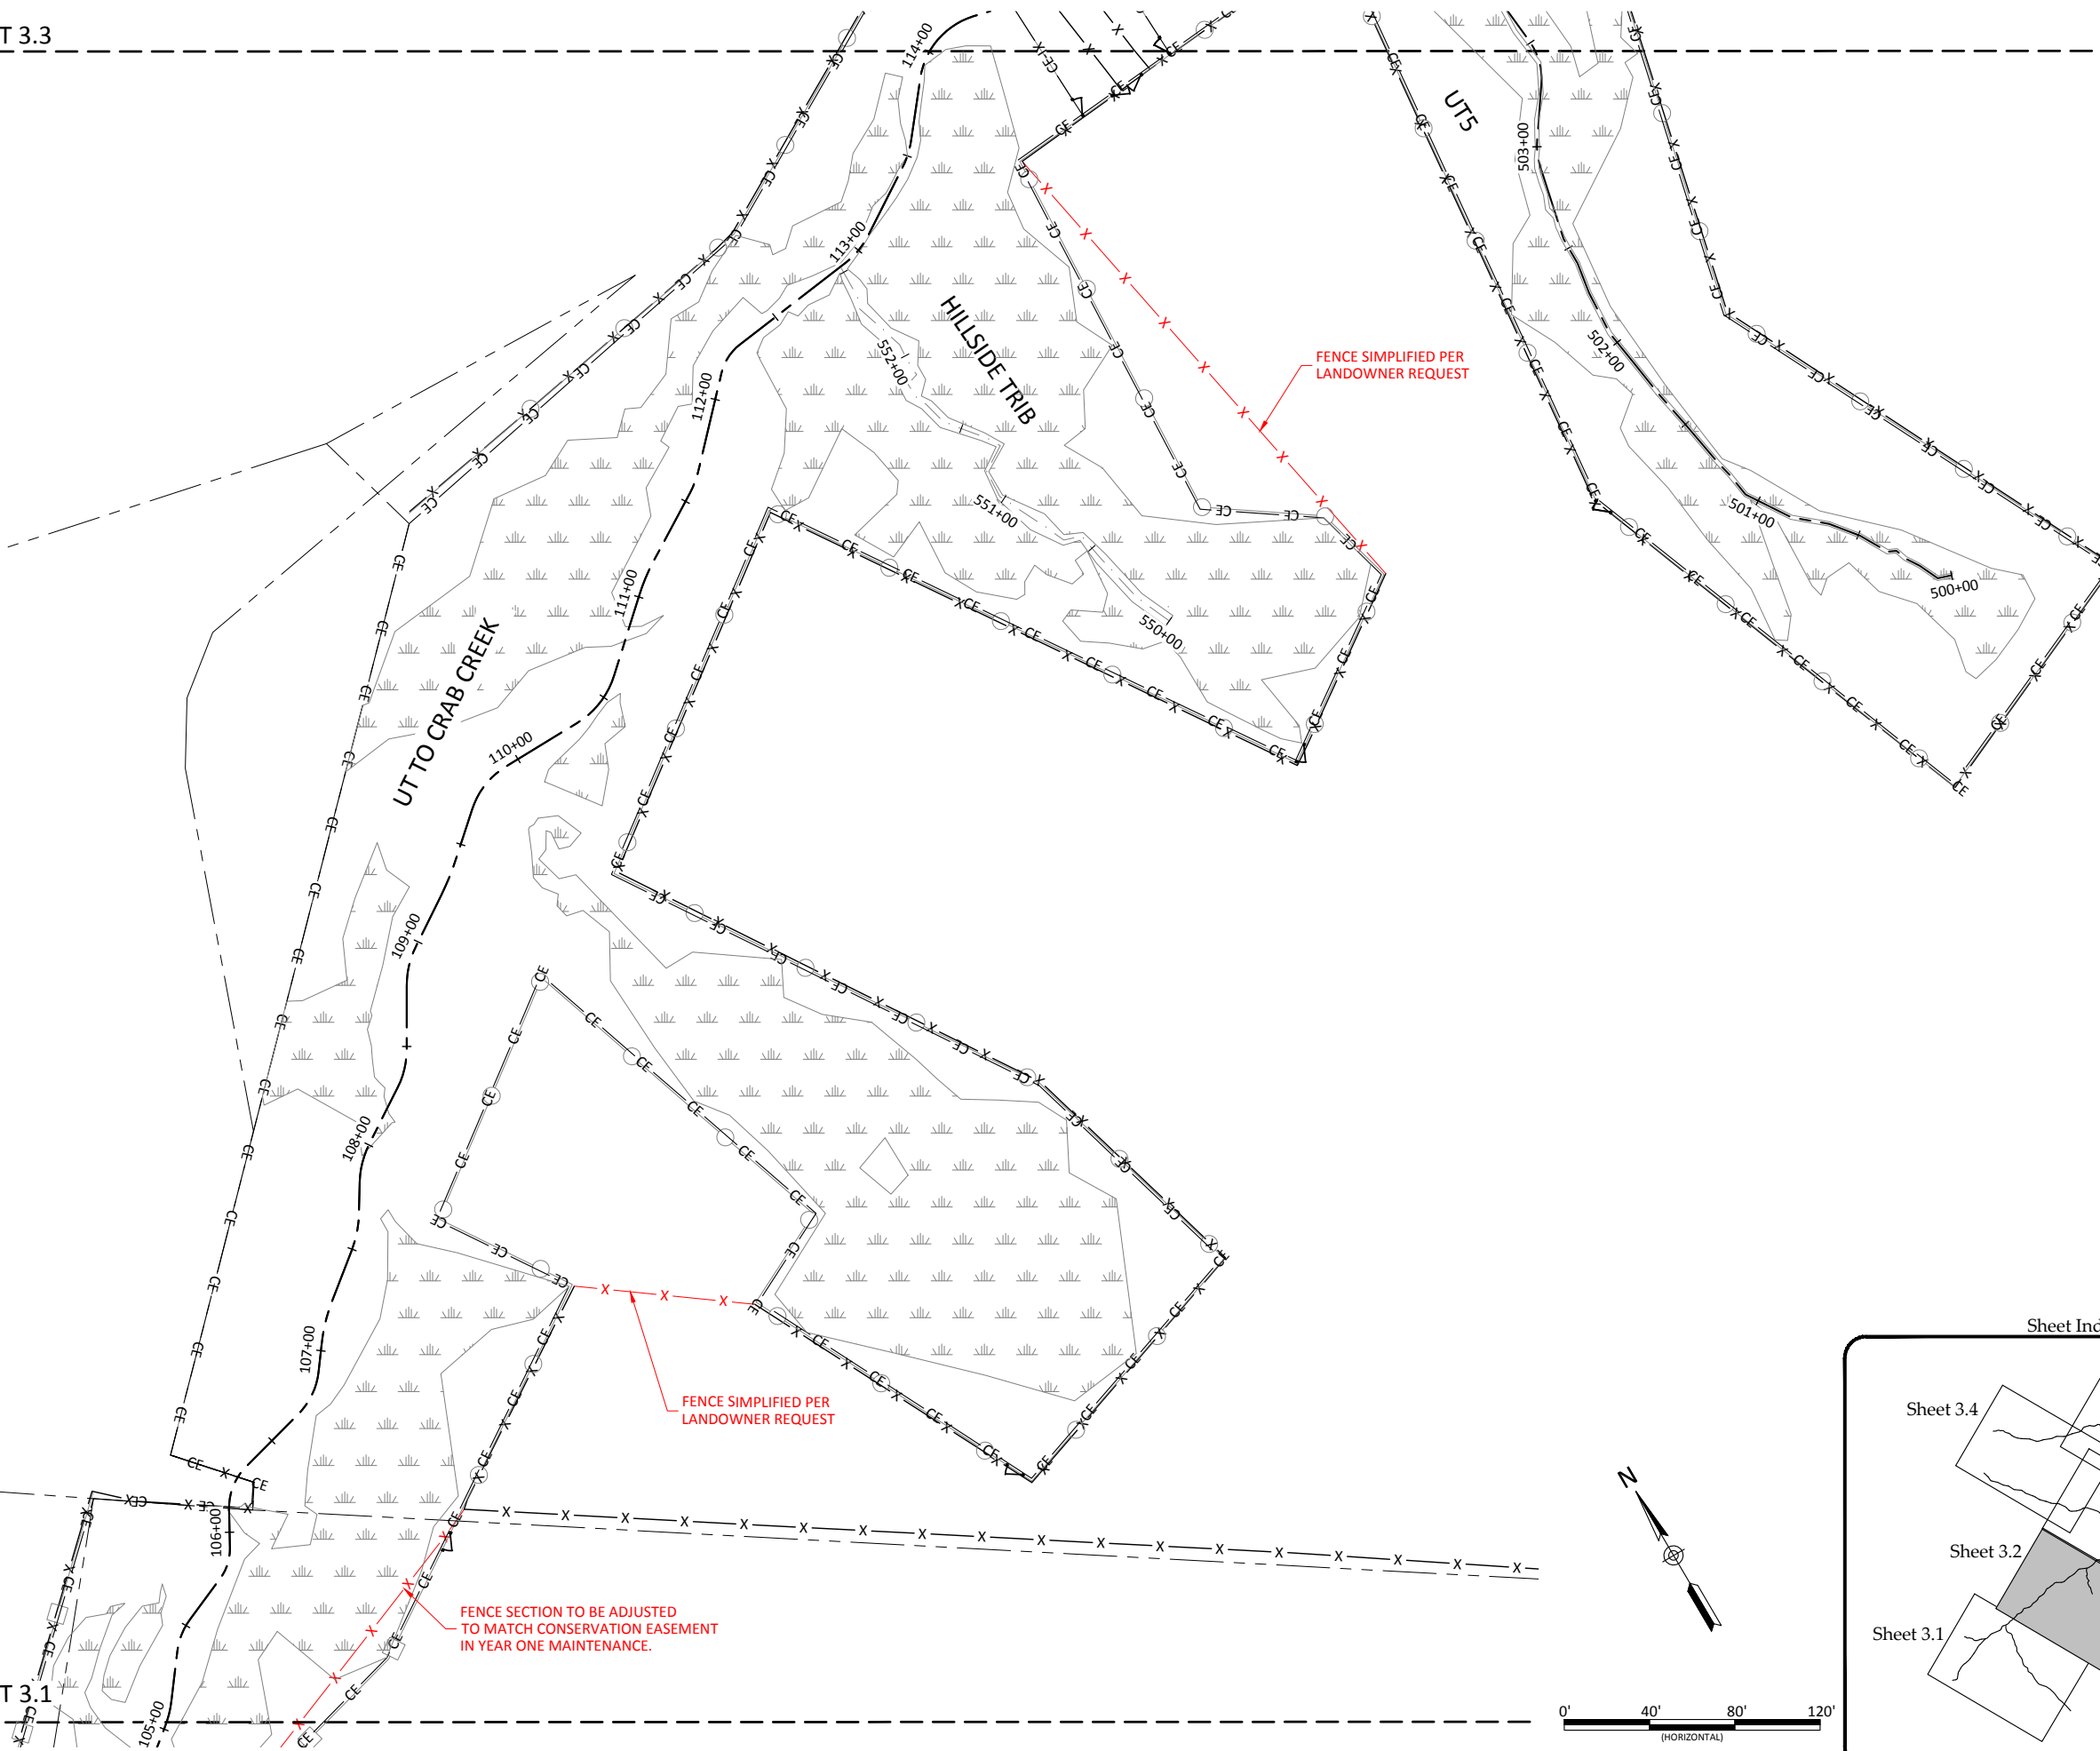 T 3.3
114+00
UT5
503+00
113+00
HILLSIDE TRIB
552+00
502+00
FENCE SIMPLIFIED PER
LANDOWNER REQUEST
112+00
551+00
501+00
500+00
111+00
550+00
UT TO CRAB CREEK
110+00
109+00
108+00
107+00
FENCE SIMPLIFIED PER
LANDOWNER REQUEST
106+00
FENCE SECTION TO BE ADJUSTED
TO MATCH CONSERVATION EASEMENT
IN YEAR ONE MAINTENANCE.
T 3.1
105+00
N
0' 40' 80' 120'
(HORIZONTAL)
Sheet Ind
Sheet 3.4
Sheet 3.2
Sheet 3.1
CE
X